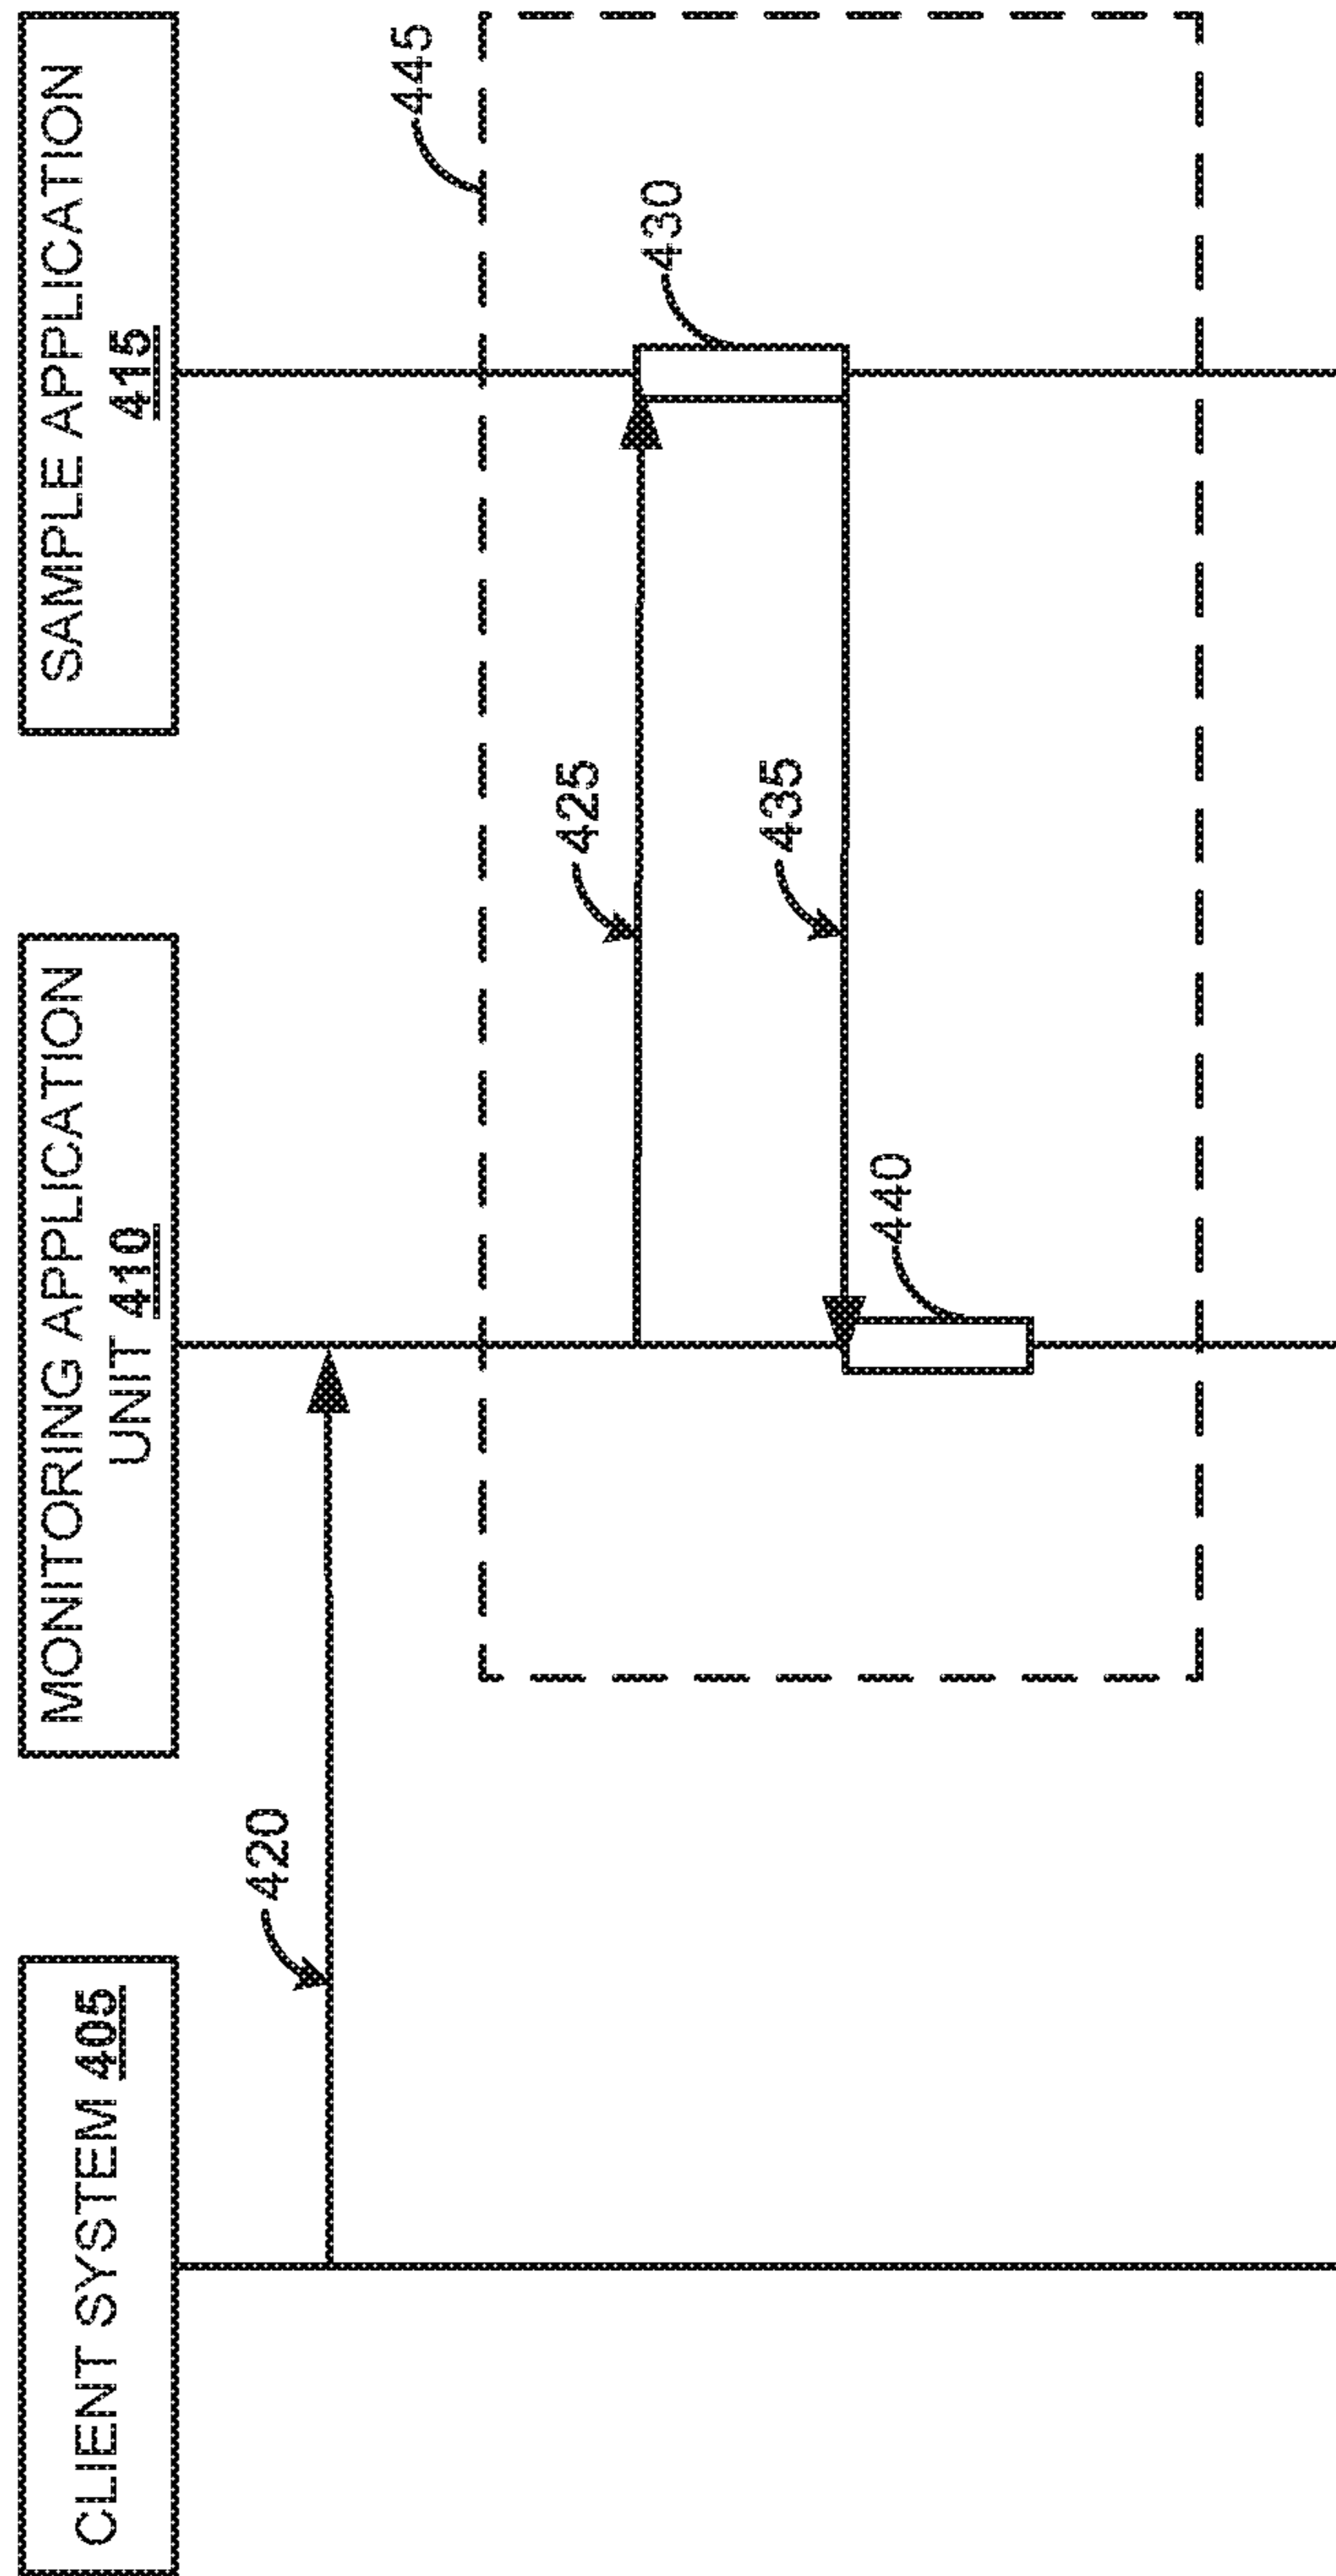 CLIENT SYSTEM 405
MONITORING APPLICATION
UNIT 410
SAMPLE APPLICATION
415
420
445
425
430
435
440